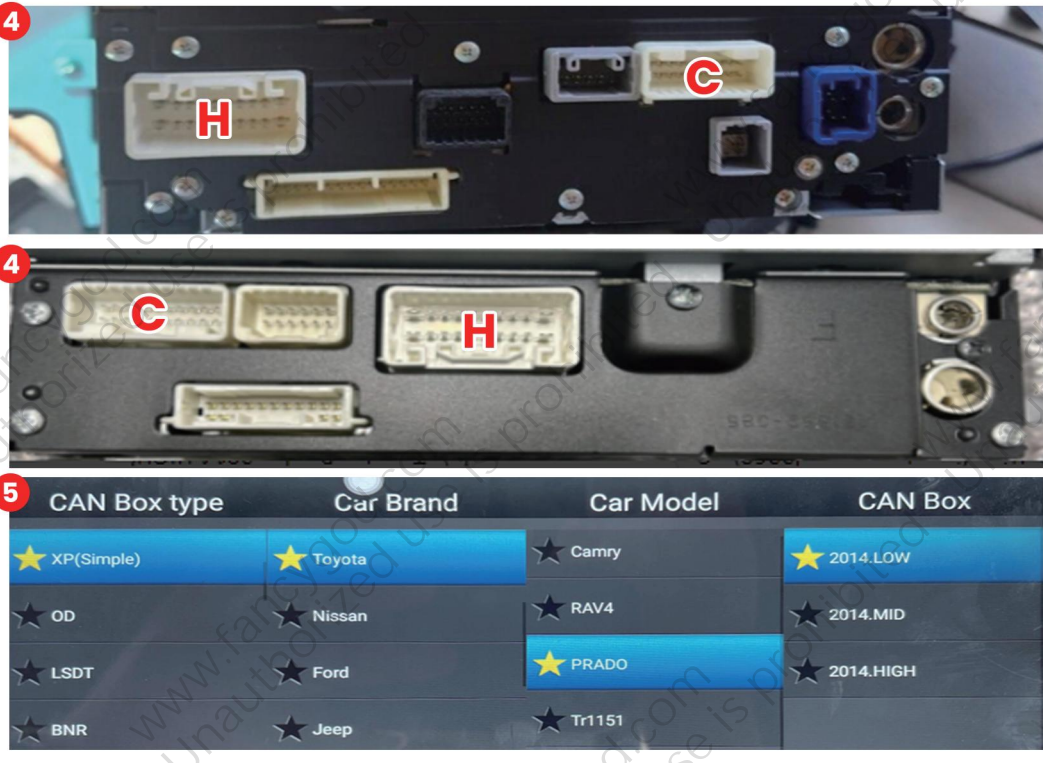 4
H
C
4
C
H
5
CAN Box type
Car Brand
Car Model
CAN Box
XP(Simple)
Toyota
Camry
2014.LOW
OD
Nissan
RAV4
2014.MID
LSDT
Ford
PRADO
2014.HIGH
BNR
Jeep
Tr1151